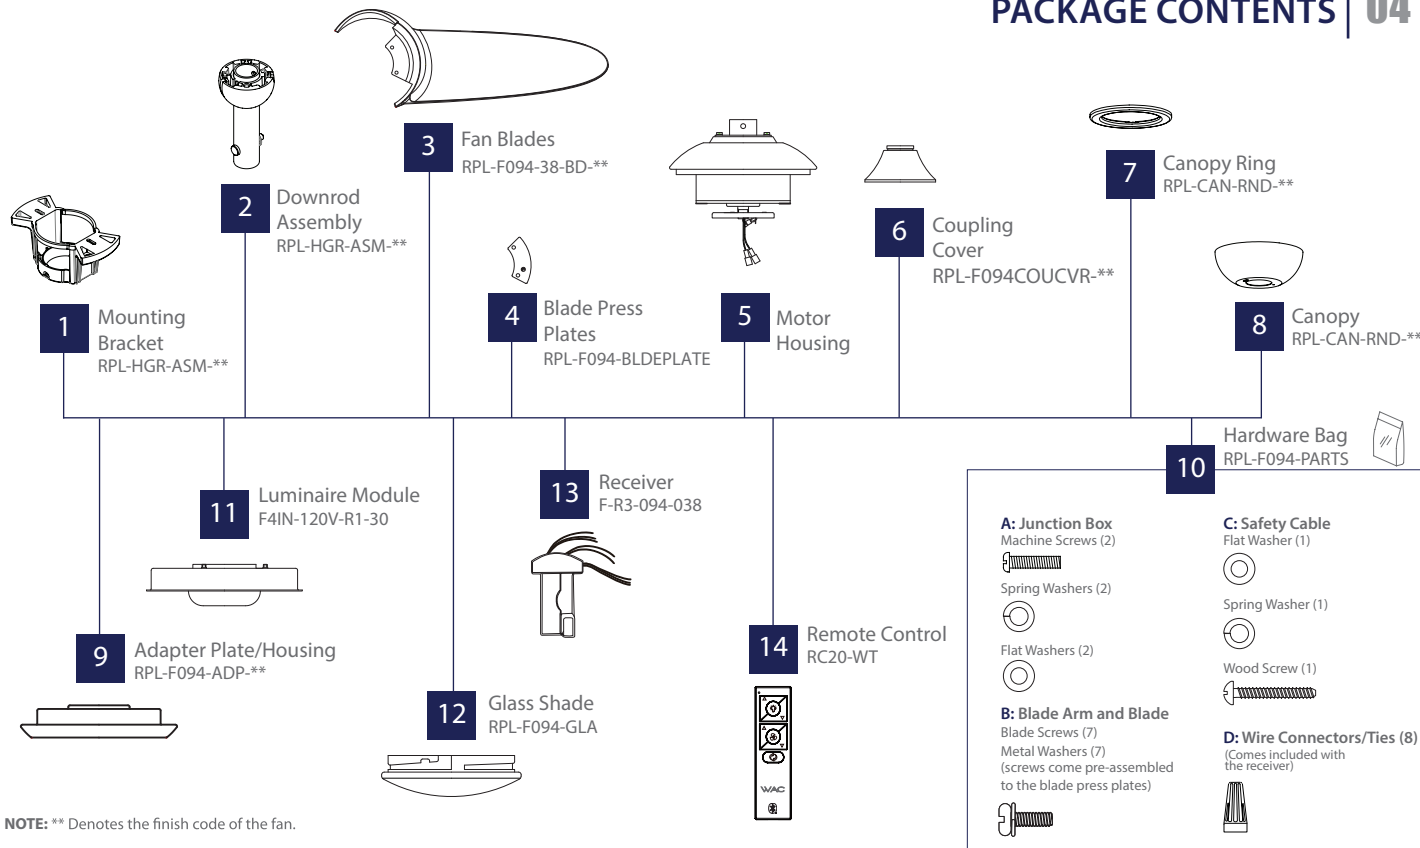 PACKAGE CONTENTS | 04
1
Mounting
Bracket
RPL-HGR-ASM-**
2
Downrod
Assembly
RPL-HGR-ASM-**
3
Fan Blades
RPL-F094-38-BD-**
4
Blade Press
Plates
RPL-F094-BLDEPLATE
5
Motor
Housing
6
Coupling
Cover
RPL-F094COUCVR-**
7
Canopy Ring
RPL-CAN-RND-**
8
Canopy
RPL-CAN-RND-**
9
Adapter Plate/Housing
RPL-F094-ADP-**
10
Hardware Bag
RPL-F094-PARTS
11
Luminaire Module
F4IN-120V-R1-30
12
Glass Shade
RPL-F094-GLA
13
Receiver
F-R3-094-038
14
Remote Control
RC20-WT
WAC
A: Junction Box
Machine Screws (2)
Spring Washers (2)
Flat Washers (2)
B: Blade Arm and Blade
Blade Screws (7)
Metal Washers (7)
(screws come pre-assembled
to the blade press plates)
C: Safety Cable
Flat Washer (1)
Spring Washer (1)
Wood Screw (1)
D: Wire Connectors/Ties (8)
(Comes included with
the receiver)
NOTE: ** Denotes the finish code of the fan.